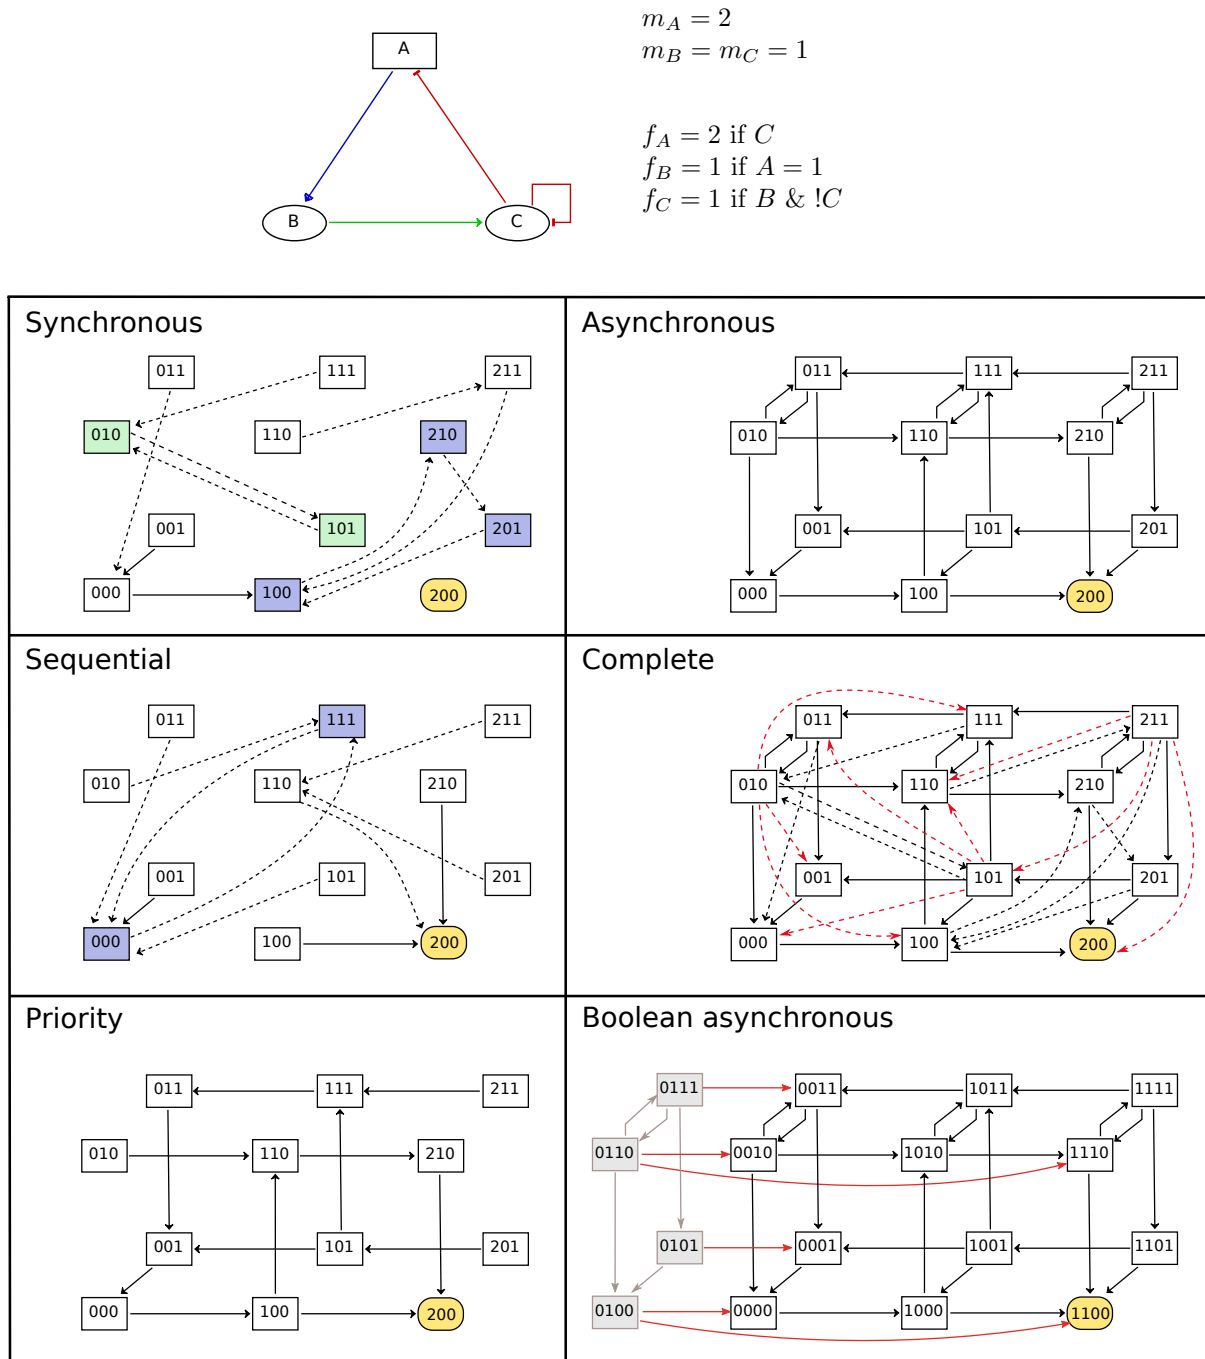 A
B
C
m_A = 2
m_B = m_C = 1
f_A = 2 if C
f_B = 1 if A = 1
f_C = 1 if B & !C
Synchronous
011 111 211
010 110 210
001 101 201
000 100 200
Asynchronous
011 111 211
010 110 210
001 101 201
000 100 200
Sequential
011 111 211
010 110 210
001 101 201
000 100 200
Complete
011 111 211
010 110 210
001 101 201
000 100 200
Priority
011 111 211
010 110 210
001 101 201
000 100 200
Boolean asynchronous
0111 0011 1011 1111
0110 0010 1010 1110
0101 0001 1001 1101
0100 0000 1000 1100